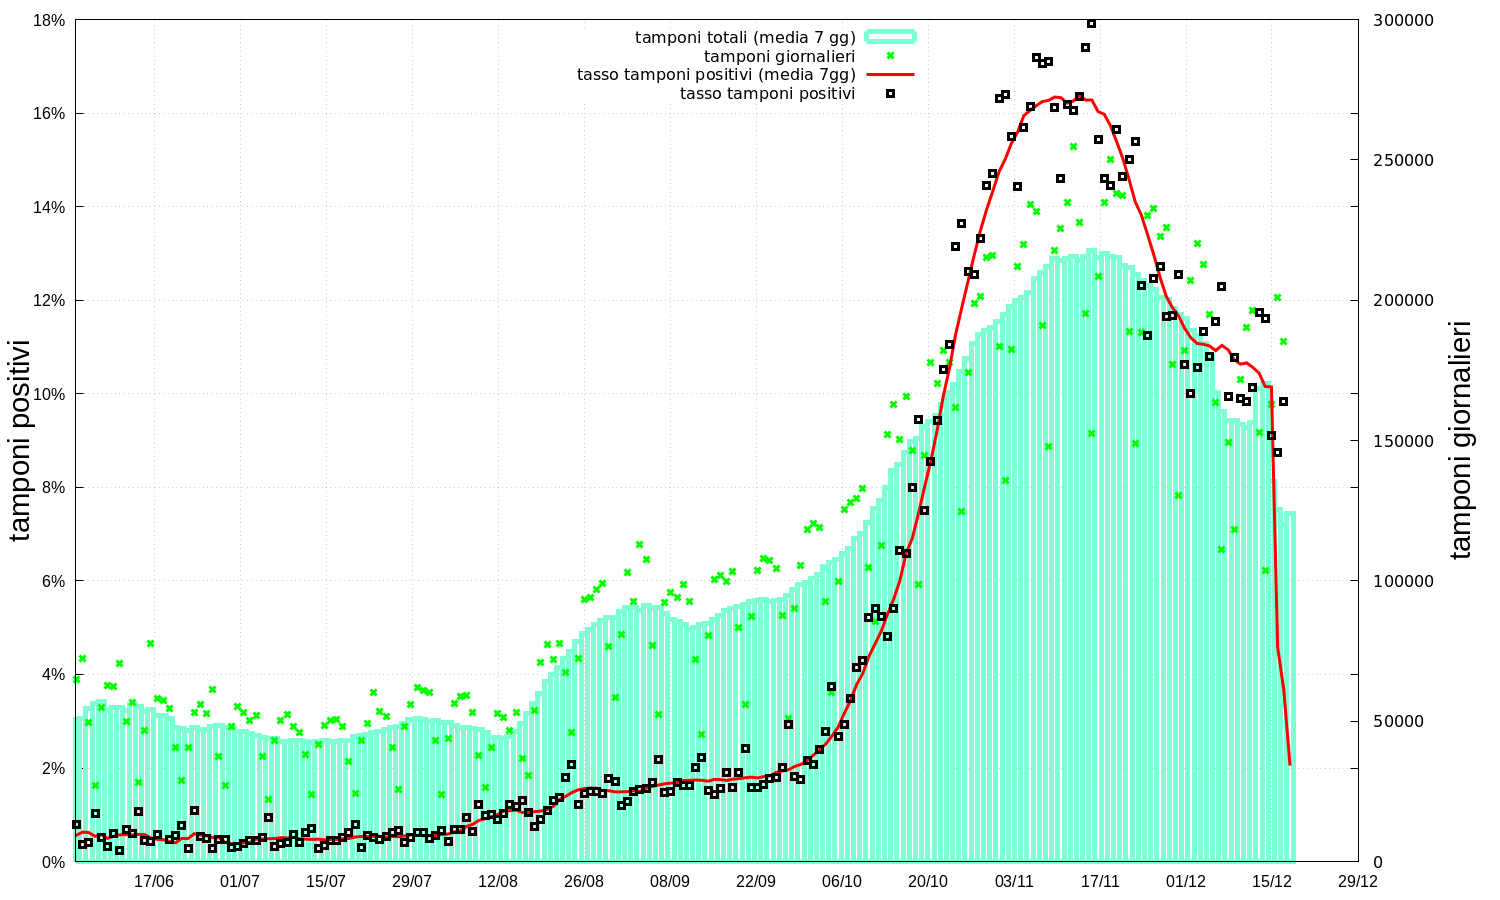 tamponi totali (media 7 gg)
tamponi giornalieri
tasso tamponi positivi (media 7gg)
tasso tamponi positivi
tamponi positivi
18%
16%
14%
12%
10%
8%
6%
4%
2%
0%
300000
250000
200000
150000
100000
50000
0
tamponi giornalieri
17/06 01/07 15/07 29/07 12/08 26/08 08/09 22/09 06/10 20/10 03/11 17/11 01/12 15/12 29/12